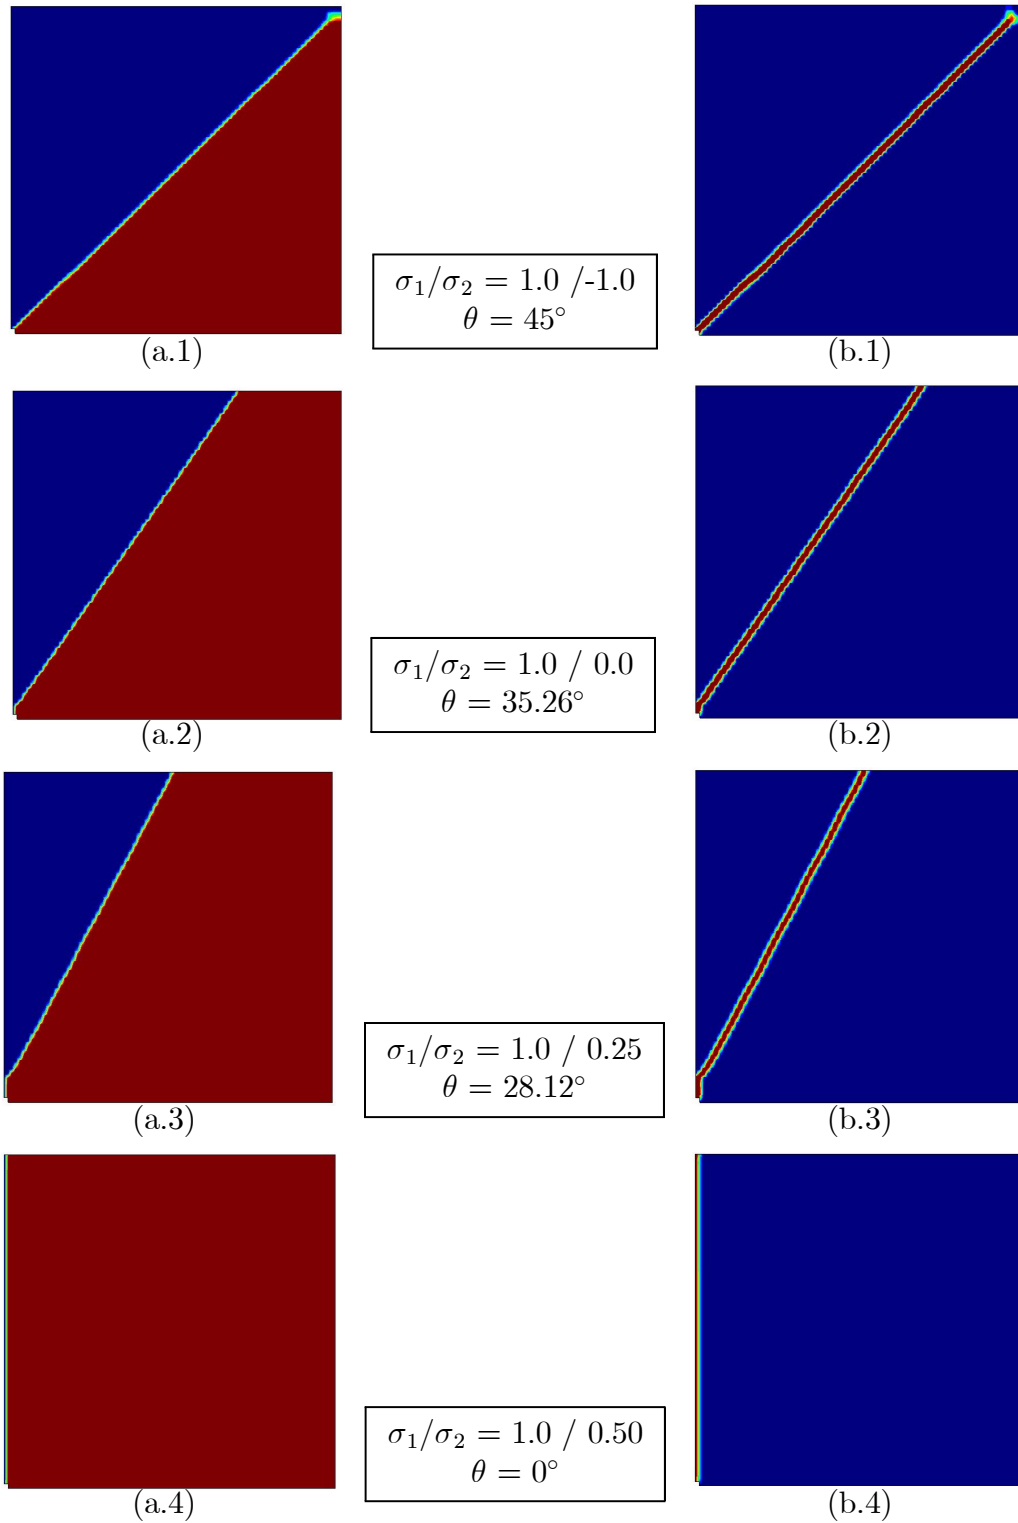 σ₁/σ₂ = 1.0 /-1.0
θ = 45°
(a.1)
(b.1)
σ₁/σ₂ = 1.0 / 0.0
θ = 35.26°
(a.2)
(b.2)
σ₁/σ₂ = 1.0 / 0.25
θ = 28.12°
(a.3)
(b.3)
σ₁/σ₂ = 1.0 / 0.50
θ = 0°
(a.4)
(b.4)